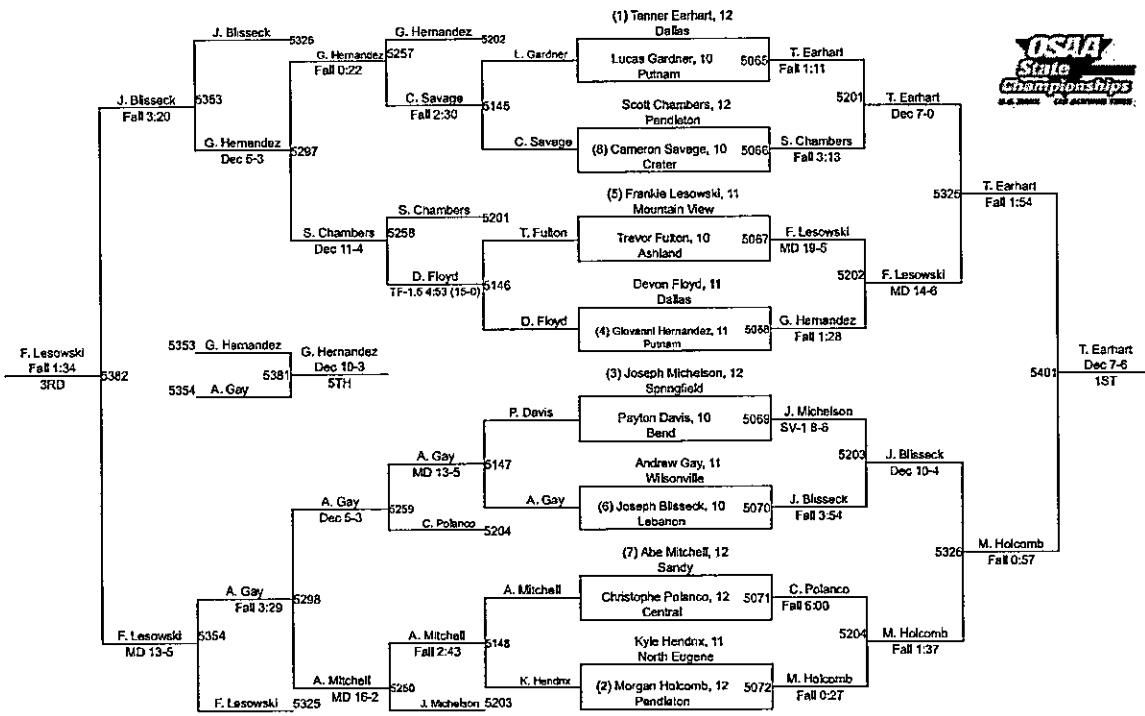 OSAA
State
Championships
(1) Tanner Earhart, 12
Dallas
Lucas Gardner, 10
Putnam
5065
Scott Chambers, 12
Pendleton
(8) Cameron Savage, 10
Crater
5066
(5) Frankie Lesowski, 11
Mountain View
Trevor Fulton, 10
Ashland
5067
Devon Floyd, 11
Dallas
(4) Giovanni Hernandez, 11
Putnam
5068
(3) Joseph Michelson, 12
Springfield
Payton Davis, 10
Bend
5069
Andrew Gay, 11
Wilsonville
(6) Joseph Blisseck, 10
Lebanon
5070
(7) Abe Mitchell, 12
Sandy
Christophe Polanco, 12
Central
5071
Kyle Hendrix, 11
North Eugene
(2) Morgan Holcomb, 12
Pendleton
5072
T. Earhart
Fall 1:11
5201
S. Chambers
Fall 3:13
F. Lesowski
MD 19-5
5202
G. Hernandez
Fall 1:28
J. Michelson
SV-1 8-6
5203
J. Blisseck
Fall 3:54
C. Polanco
Fall 6:00
5204
M. Holcomb
Fall 0:27
T. Earhart
Dec 7-0
5325
F. Lesowski
MD 14-6
J. Blisseck
Dec 10-4
5326
M. Holcomb
Fall 1:37
T. Earhart
Fall 1:54
5401
M. Holcomb
Fall 0:57
T. Earhart
Dec 7-6
1ST
L. Gardner
5145
C. Savage
T. Fulton
5146
D. Floyd
P. Davis
5147
A. Gay
A. Mitchell
5148
K. Hendrix
G. Hernandez
5202
5257
C. Savage
Fall 2:30
S. Chambers
5201
5258
D. Floyd
TF-1.5 4:53 (15-0)
A. Gay
MD 13-5
5259
C. Polanco
5204
A. Mitchell
Fall 2:43
5260
J. Michelson
5203
G. Hernandez
Fall 0:22
5297
S. Chambers
Dec 11-4
A. Gay
Dec 5-3
5298
A. Mitchell
MD 16-2
J. Blisseck
5326
5353
G. Hernandez
Dec 5-3
A. Gay
Fall 3:29
5354
F. Lesowski
5325
J. Blisseck
Fall 3:20
5382
F. Lesowski
MD 13-5
F. Lesowski
Fall 1:34
3RD
5353 G. Hernandez
5381
5354 A. Gay
G. Hernandez
Dec 10-3
5TH